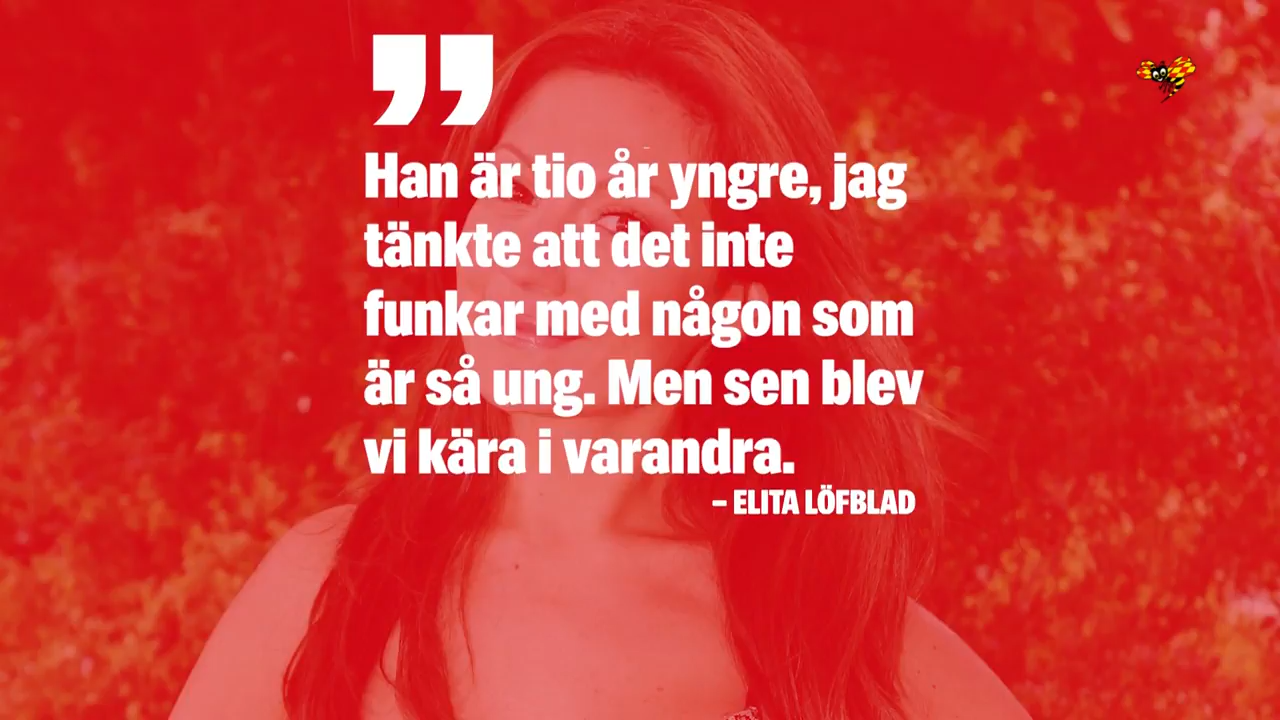 ”
Han är tio år yngre, jag
tänkte att det inte
funkar med någon som
är så ung. Men sen blev
vi kära i varandra.
– ELITA LÖFBLAD